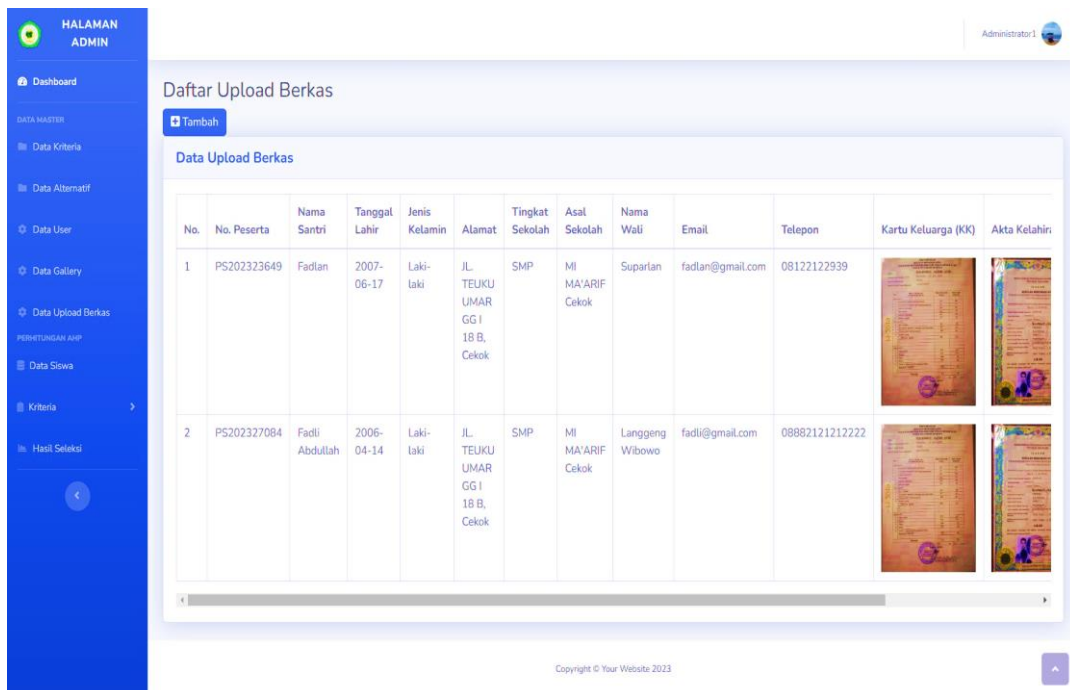 HALAMAN
ADMIN
Administrator1
Dashboard
DATA MASTER
Data Kriteria
Data Alternatif
Data User
Data Gallery
Data Upload Berkas
PERHITUNGAN AHP
Data Siswa
Kriteria
Hasil Seleksi
Daftar Upload Berkas
Tambah
Data Upload Berkas
No. No. Peserta Nama Santri Tanggal Lahir Jenis Kelamin Alamat Tingkat Sekolah Asal Sekolah Nama Wali Email Telepon Kartu Keluarga (KK) Akta Kelahira
1 PS202323649 Fadlan 2007-06-17 Laki-laki JL. TEUKU UMAR GG I 18 B, Cekok SMP MI MA'ARIF Cekok Suparlan fadlan@gmail.com 08122122939
2 PS202327084 Fadli Abdullah 2006-04-14 Laki-laki JL. TEUKU UMAR GG I 18 B, Cekok SMP MI MA'ARIF Cekok Langgeng Wibowo fadli@gmail.com 08882121212222
Copyright © Your Website 2023